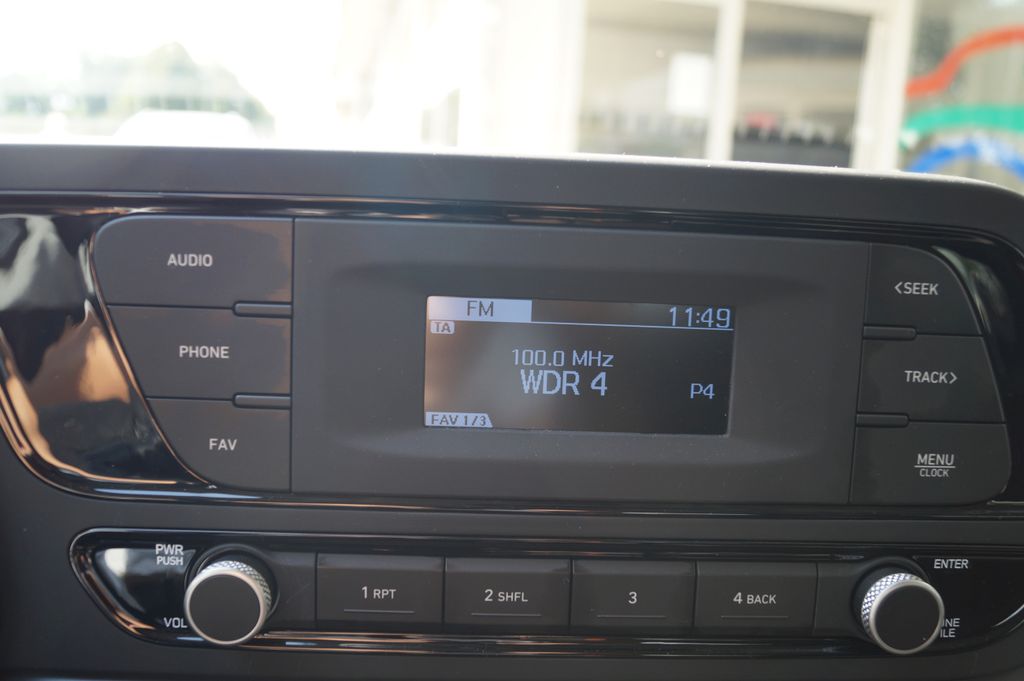 AUDIO
PHONE
FAV
FM
11:49
TA
100.0 MHz
WDR 4
P4
FAV 1/3
<SEEK
TRACK>
MENU
CLOCK
PWR
PUSH
VOL
1 RPT
2 SHFL
3
4 BACK
ENTER